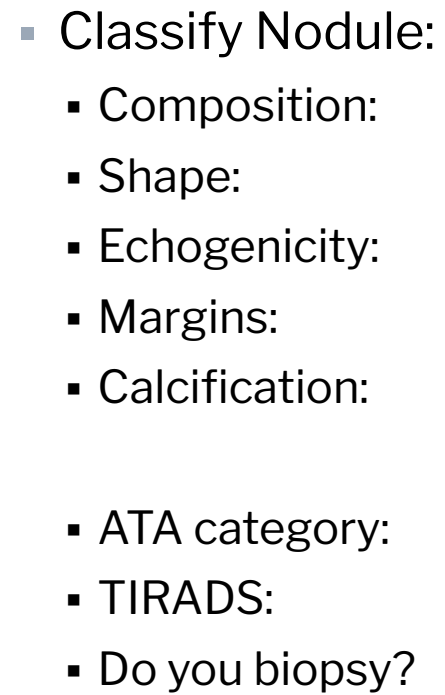 Classify Nodule:
Composition:
Shape:
Echogenicity:
Margins:
Calcification:
ATA category:
TIRADS:
Do you biopsy?